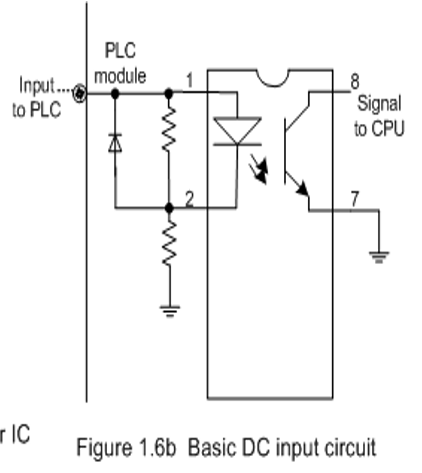 PLC
module
Input
to PLC
1
2
8
Signal
to CPU
7
r IC
Figure 1.6b Basic DC input circuit